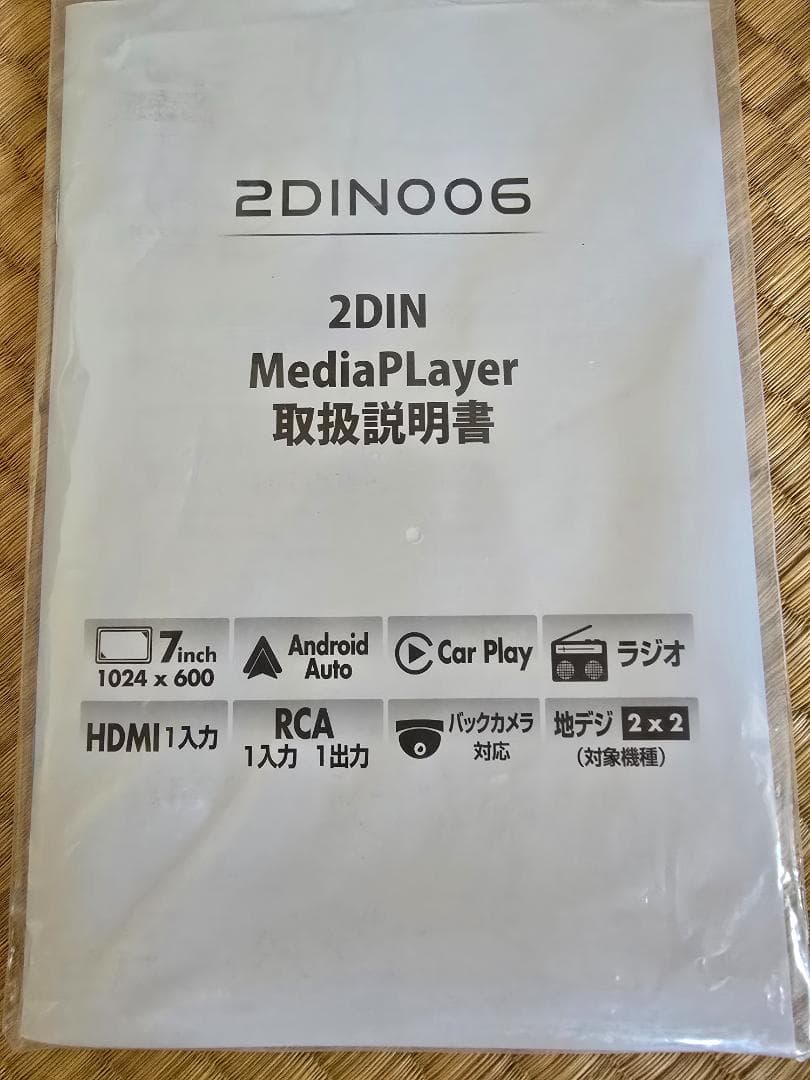 2DIN006
2DIN
MediaPLayer
取扱説明書
7inch
1024 x 600
Android
Auto
Car Play
ラジオ
HDMI 1入力
RCA
1入力 1出力
バックカメラ
対応
地デジ 2x2
(対象機種)